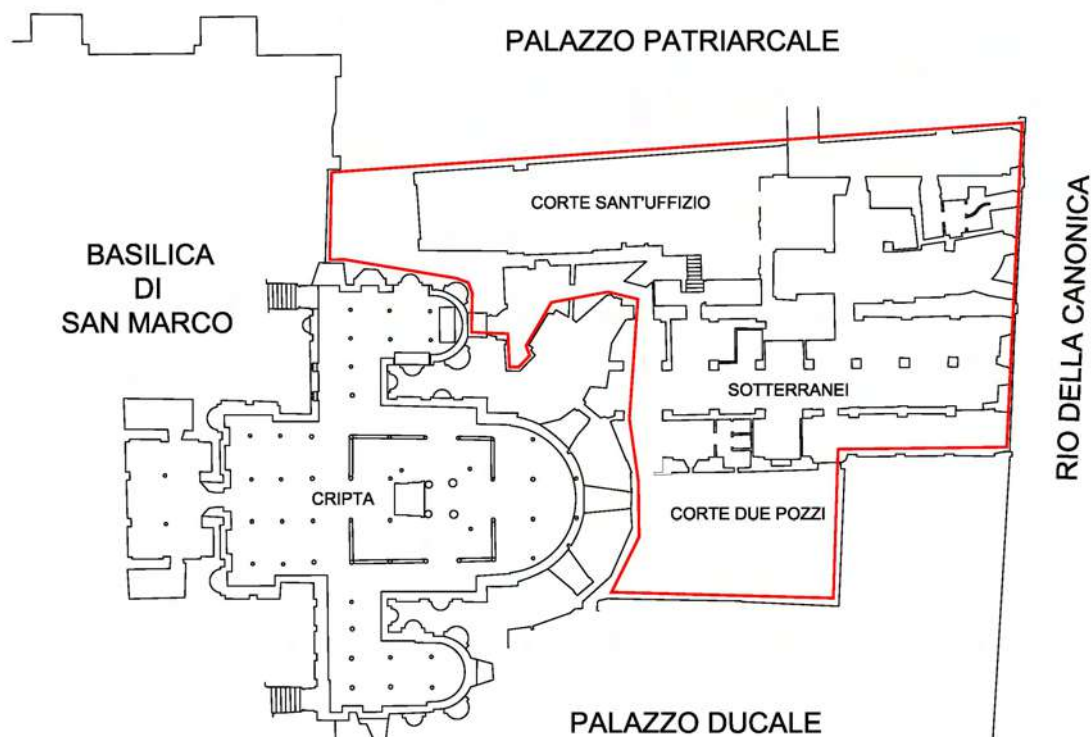 PALAZZO PATRIARCALE
CORTE SANT'UFFIZIO
BASILICA
DI
SAN MARCO
RIO DELLA CANONICA
SOTTERRANEI
CRIPTA
CORTE DUE POZZI
PALAZZO DUCALE